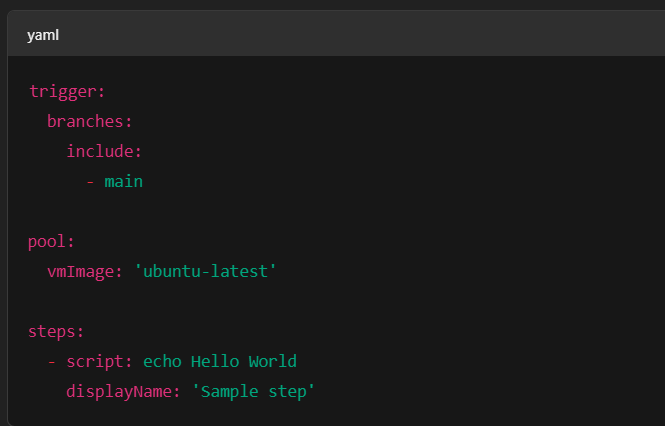 yaml
trigger:
  branches:
    include:
      - main
pool:
  vmImage: 'ubuntu-latest'
steps:
  - script: echo Hello World
    displayName: 'Sample step'